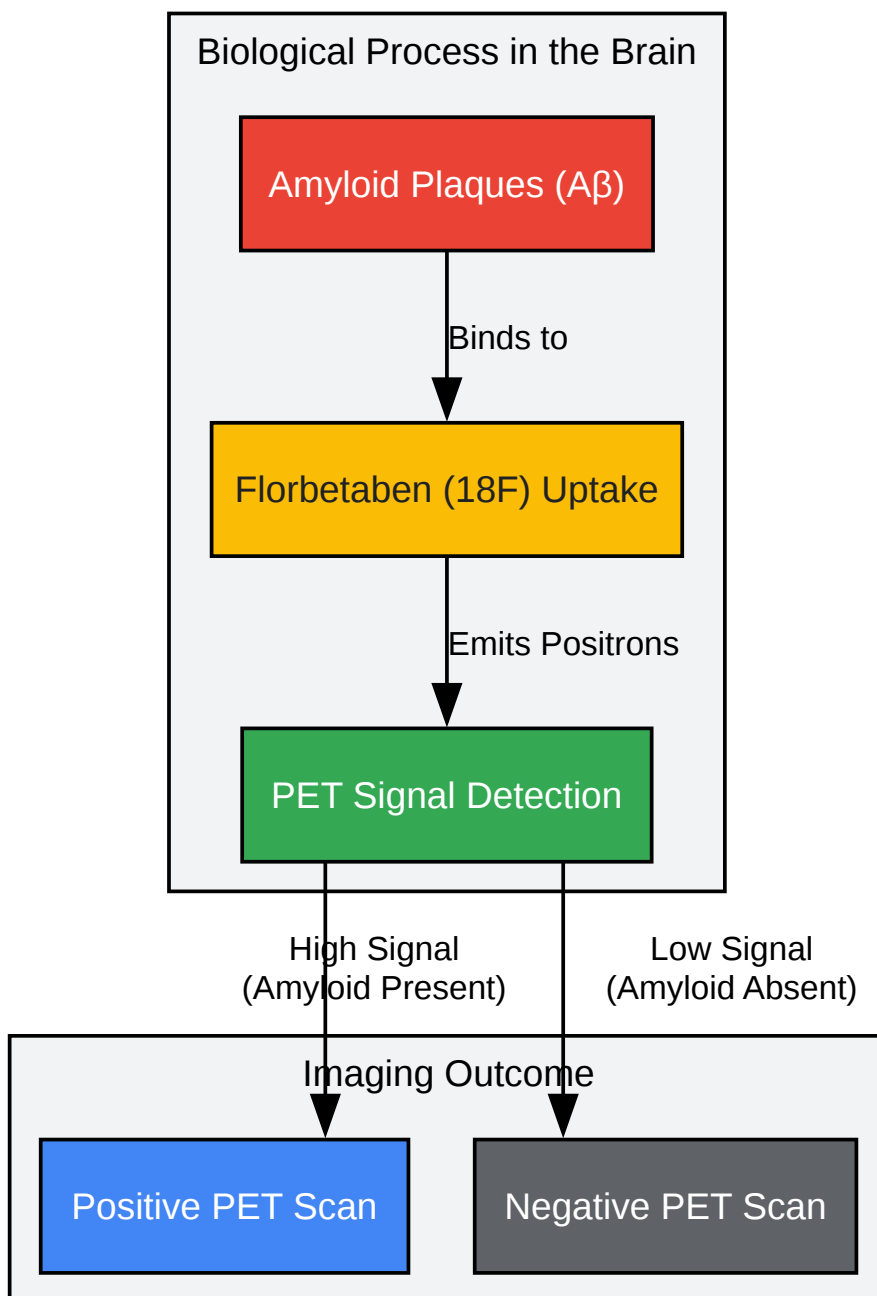 Biological Process in the Brain
Amyloid Plaques (Aβ)
Binds to
Florbetaben (18F) Uptake
Emits Positrons
PET Signal Detection
High Signal
(Amyloid Present)
Low Signal
(Amyloid Absent)
Imaging Outcome
Positive PET Scan
Negative PET Scan